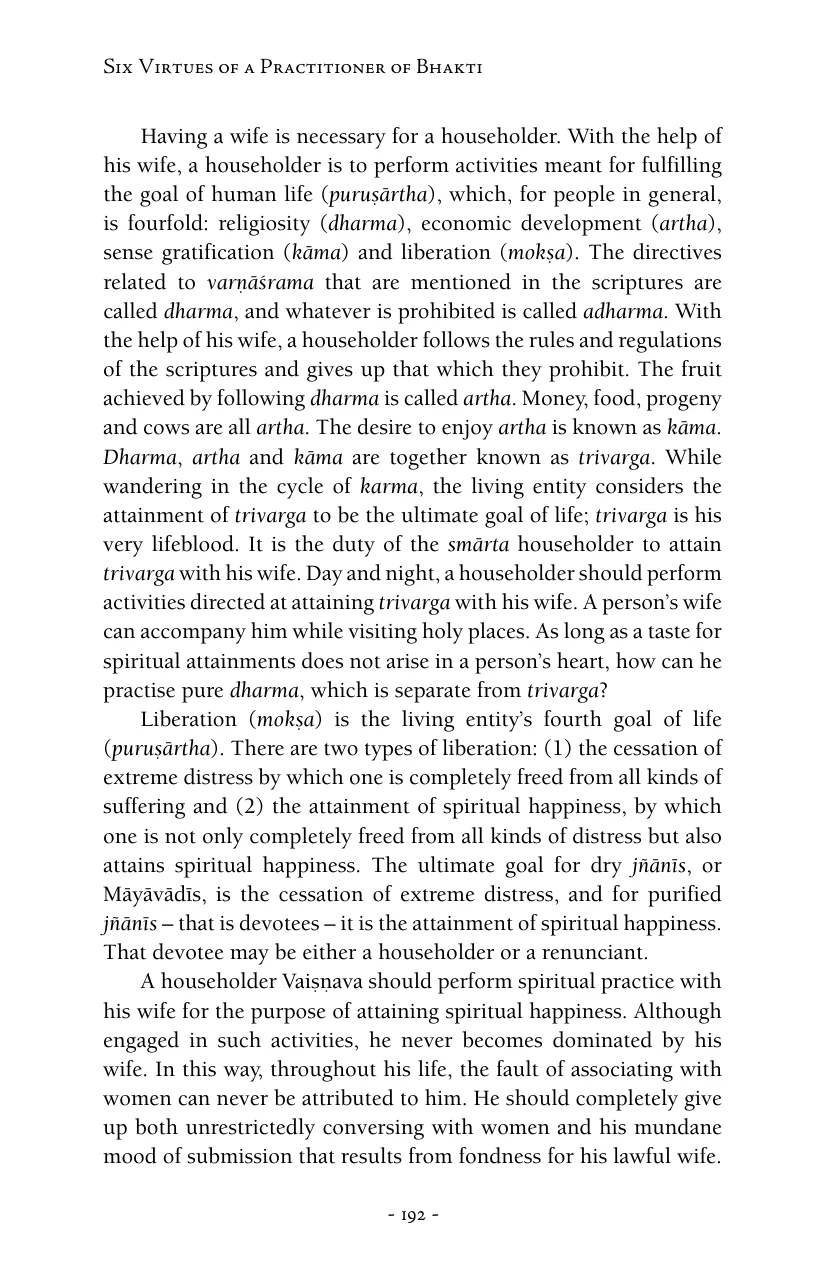 Six Virtues of a Practitioner of Bhakti
Having a wife is necessary for a householder. With the help of
his wife, a householder is to perform activities meant for fulfilling
the goal of human life (puruṣārtha), which, for people in general,
is fourfold: religiosity (dharma), economic development (artha),
sense gratification (kāma) and liberation (mokṣa). The directives
related to varṇāśrama that are mentioned in the scriptures are
called dharma, and whatever is prohibited is called adharma. With
the help of his wife, a householder follows the rules and regulations
of the scriptures and gives up that which they prohibit. The fruit
achieved by following dharma is called artha. Money, food, progeny
and cows are all artha. The desire to enjoy artha is known as kāma.
Dharma, artha and kāma are together known as trivarga. While
wandering in the cycle of karma, the living entity considers the
attainment of trivarga to be the ultimate goal of life; trivarga is his
very lifeblood. It is the duty of the smārta householder to attain
trivarga with his wife. Day and night, a householder should perform
activities directed at attaining trivarga with his wife. A person’s wife
can accompany him while visiting holy places. As long as a taste for
spiritual attainments does not arise in a person’s heart, how can he
practise pure dharma, which is separate from trivarga?
Liberation (mokṣa) is the living entity’s fourth goal of life
(puruṣārtha). There are two types of liberation: (1) the cessation of
extreme distress by which one is completely freed from all kinds of
suffering and (2) the attainment of spiritual happiness, by which
one is not only completely freed from all kinds of distress but also
attains spiritual happiness. The ultimate goal for dry jñānīs, or
Māyāvādīs, is the cessation of extreme distress, and for purified
jñānīs – that is devotees – it is the attainment of spiritual happiness.
That devotee may be either a householder or a renunciant.
A householder Vaiṣṇava should perform spiritual practice with
his wife for the purpose of attaining spiritual happiness. Although
engaged in such activities, he never becomes dominated by his
wife. In this way, throughout his life, the fault of associating with
women can never be attributed to him. He should completely give
up both unrestrictedly conversing with women and his mundane
mood of submission that results from fondness for his lawful wife.
- 192 -